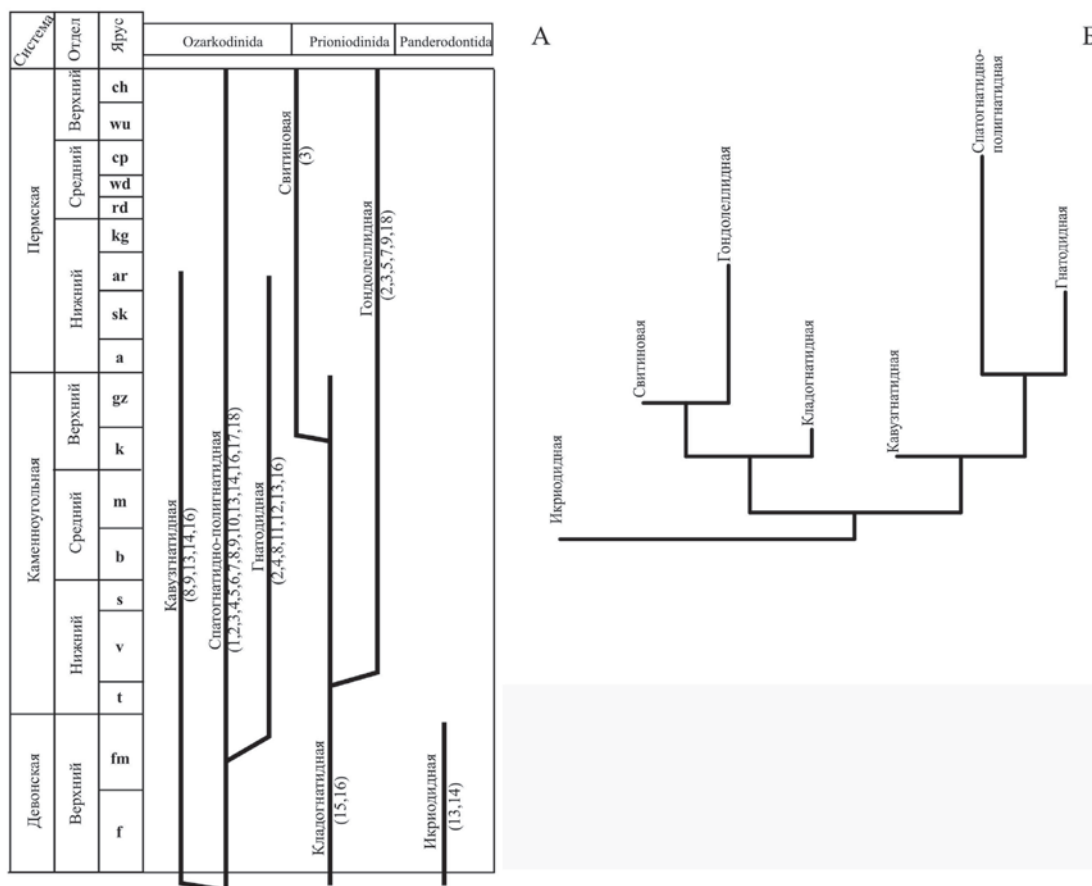 Система
Отдел
Ярус
Ozarkodinida
Prioniodinida
Panderodontida
Пермская
Верхний
Средний
Нижний
ch
wu
cp
wd
rd
kg
ar
sk
a
Каменноугольная
Верхний
Средний
Нижний
gz
k
m
b
s
v
t
Девонская
Верхний
fm
f
Кавузгнатидная
(8,9,13,14,16)
Спатогнатидно-полигнатидная
(1,2,3,4,5,6,7,8,9,10,13,14,16,17,18)
Гнатодидная
(2,4,8,11,12,13,16)
Свитиновая
(3)
Кладогнатидная
(15,16)
Гондолеллидная
(2,3,5,7,9,18)
Икриодидная
(13,14)
A
Икриодидная
Свитиновая
Гондолеллидная
Кладогнатидная
Кавузгнатидная
Спатогнатидно-
полигнатидная
Гнатодидная